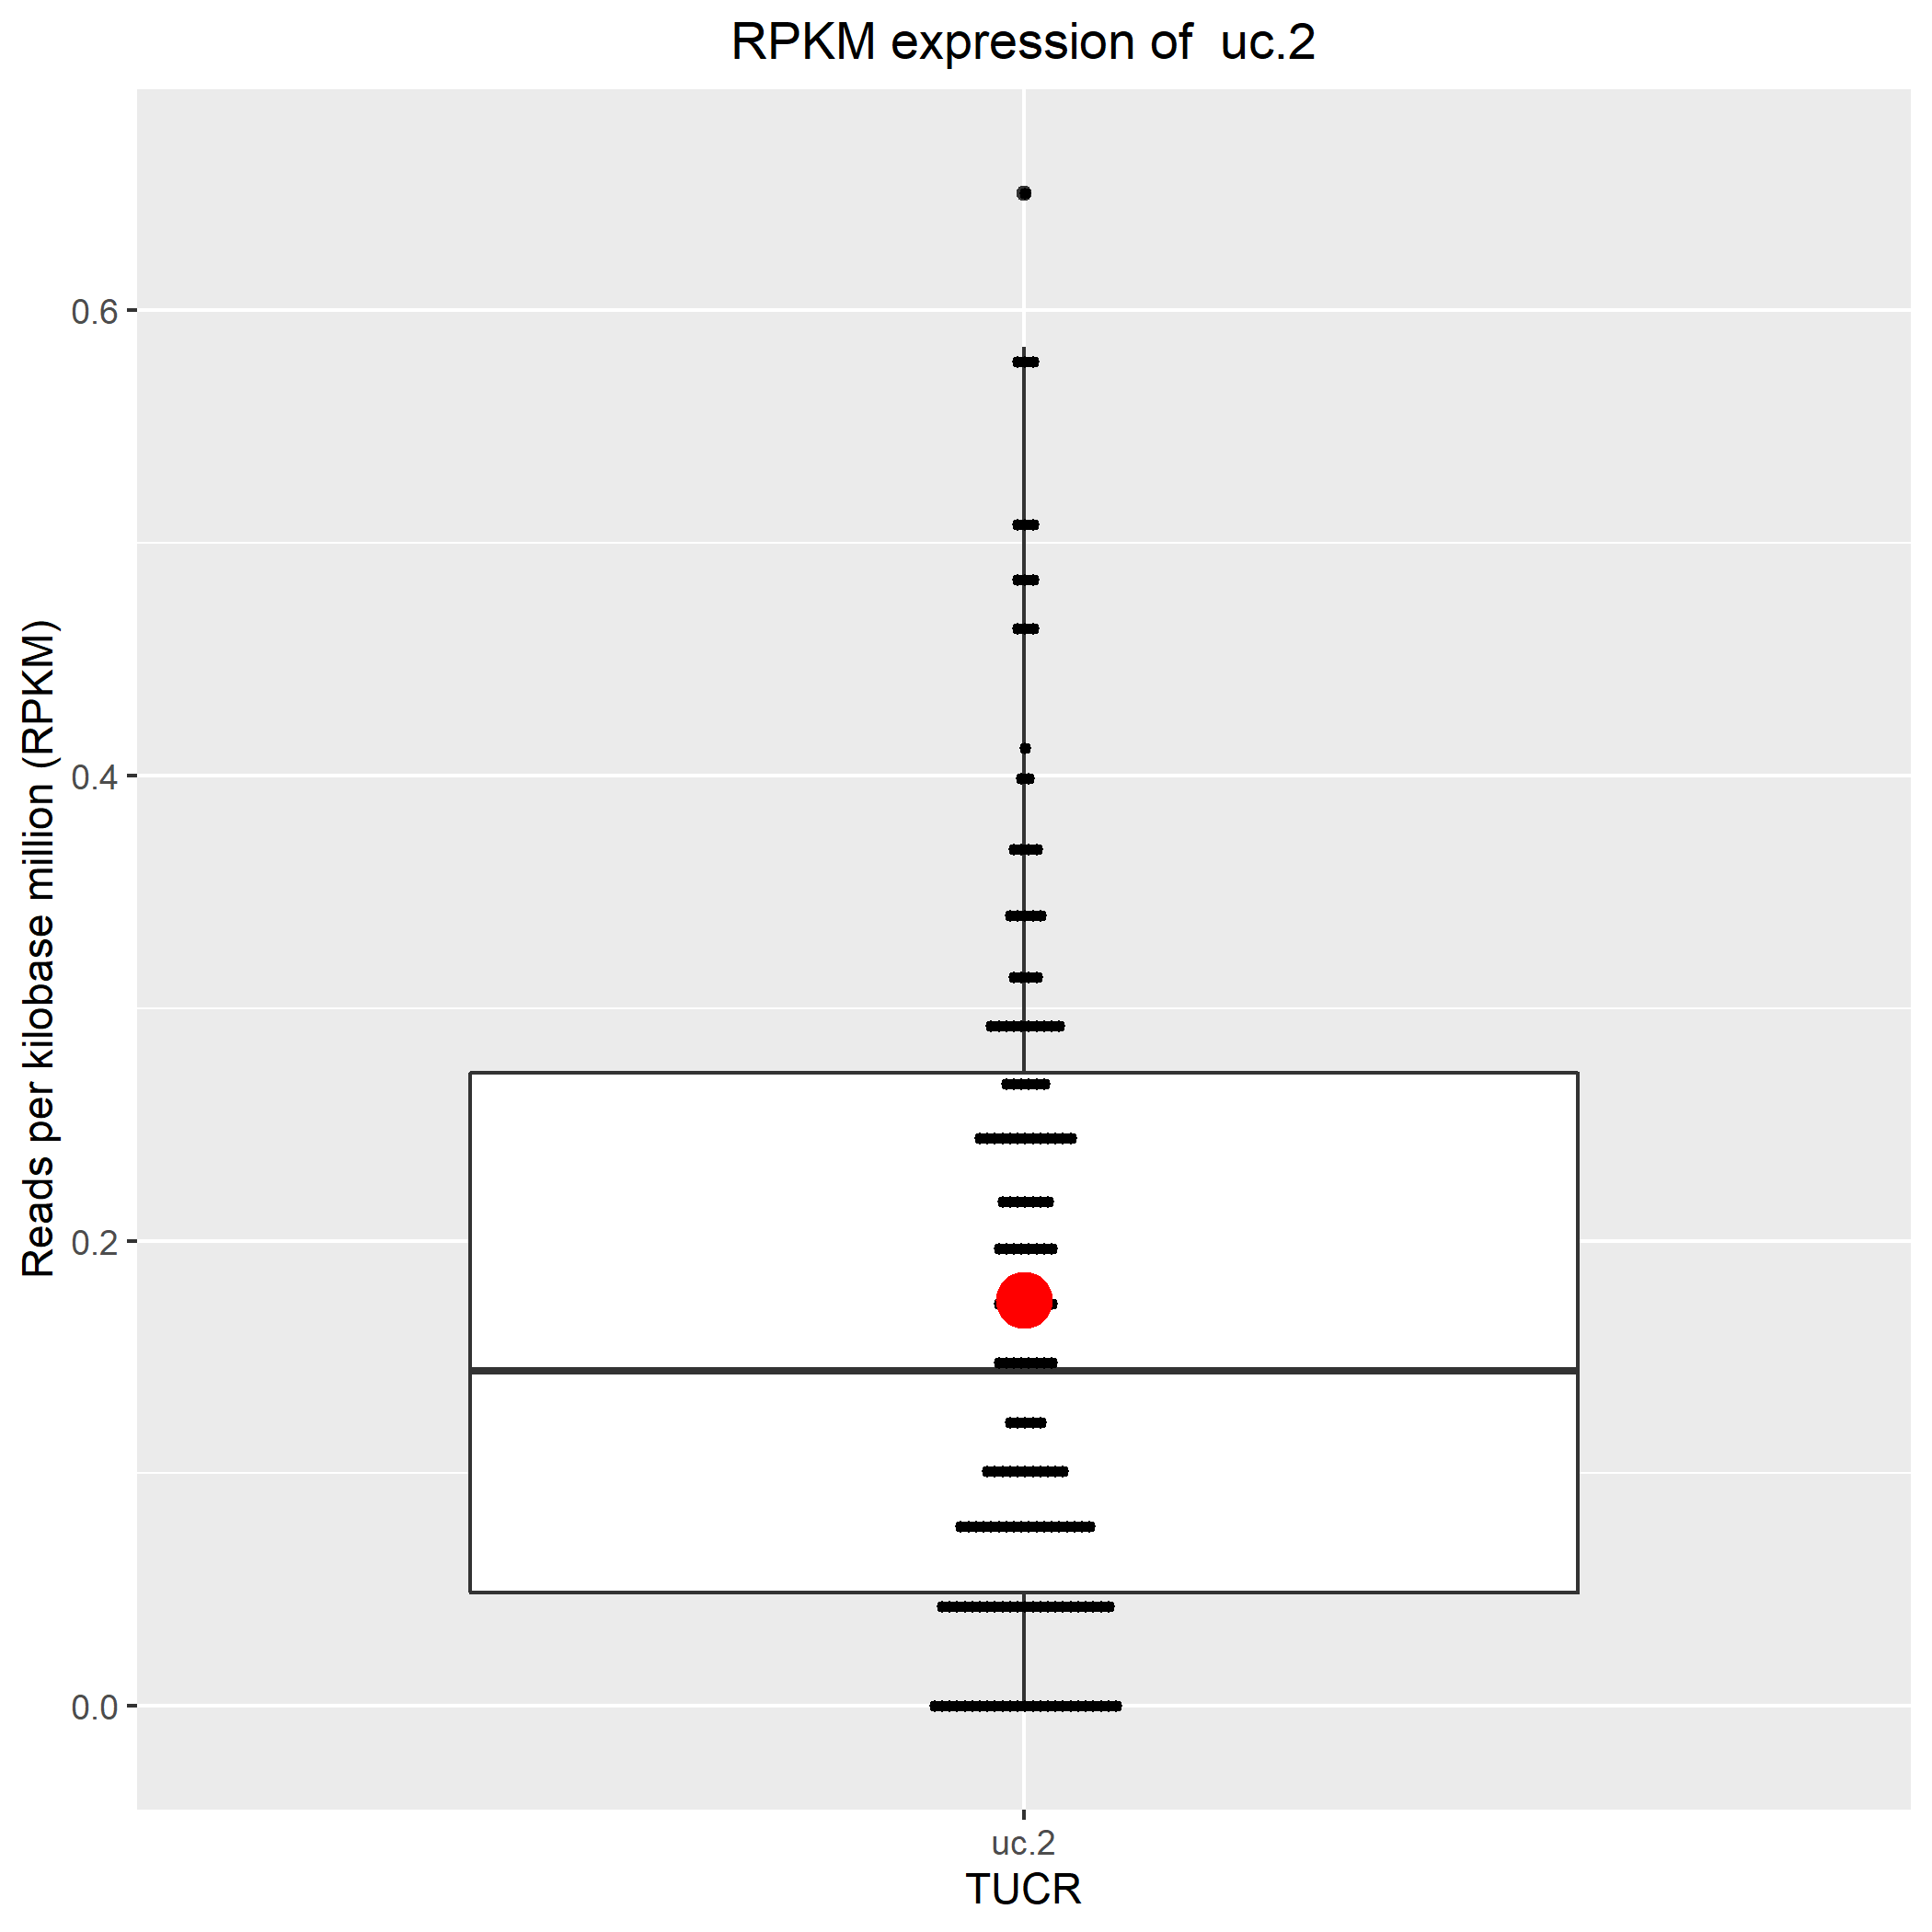 RPKM expression of  uc.2
Reads per kilobase million (RPKM)
0.6
0.4
0.2
0.0
uc.2
TUCR